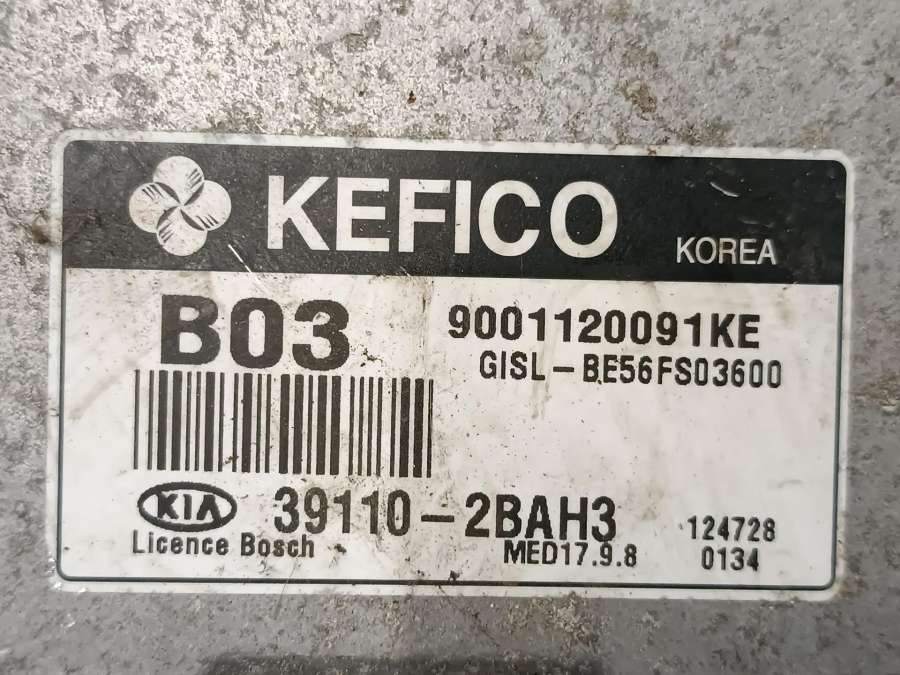 KEFICO KOREA
B03
9001120091KE
GISL-BE56FS03600
KIA 39110-2BAH3
Licence Bosch
MED17.9.8
124728
0134